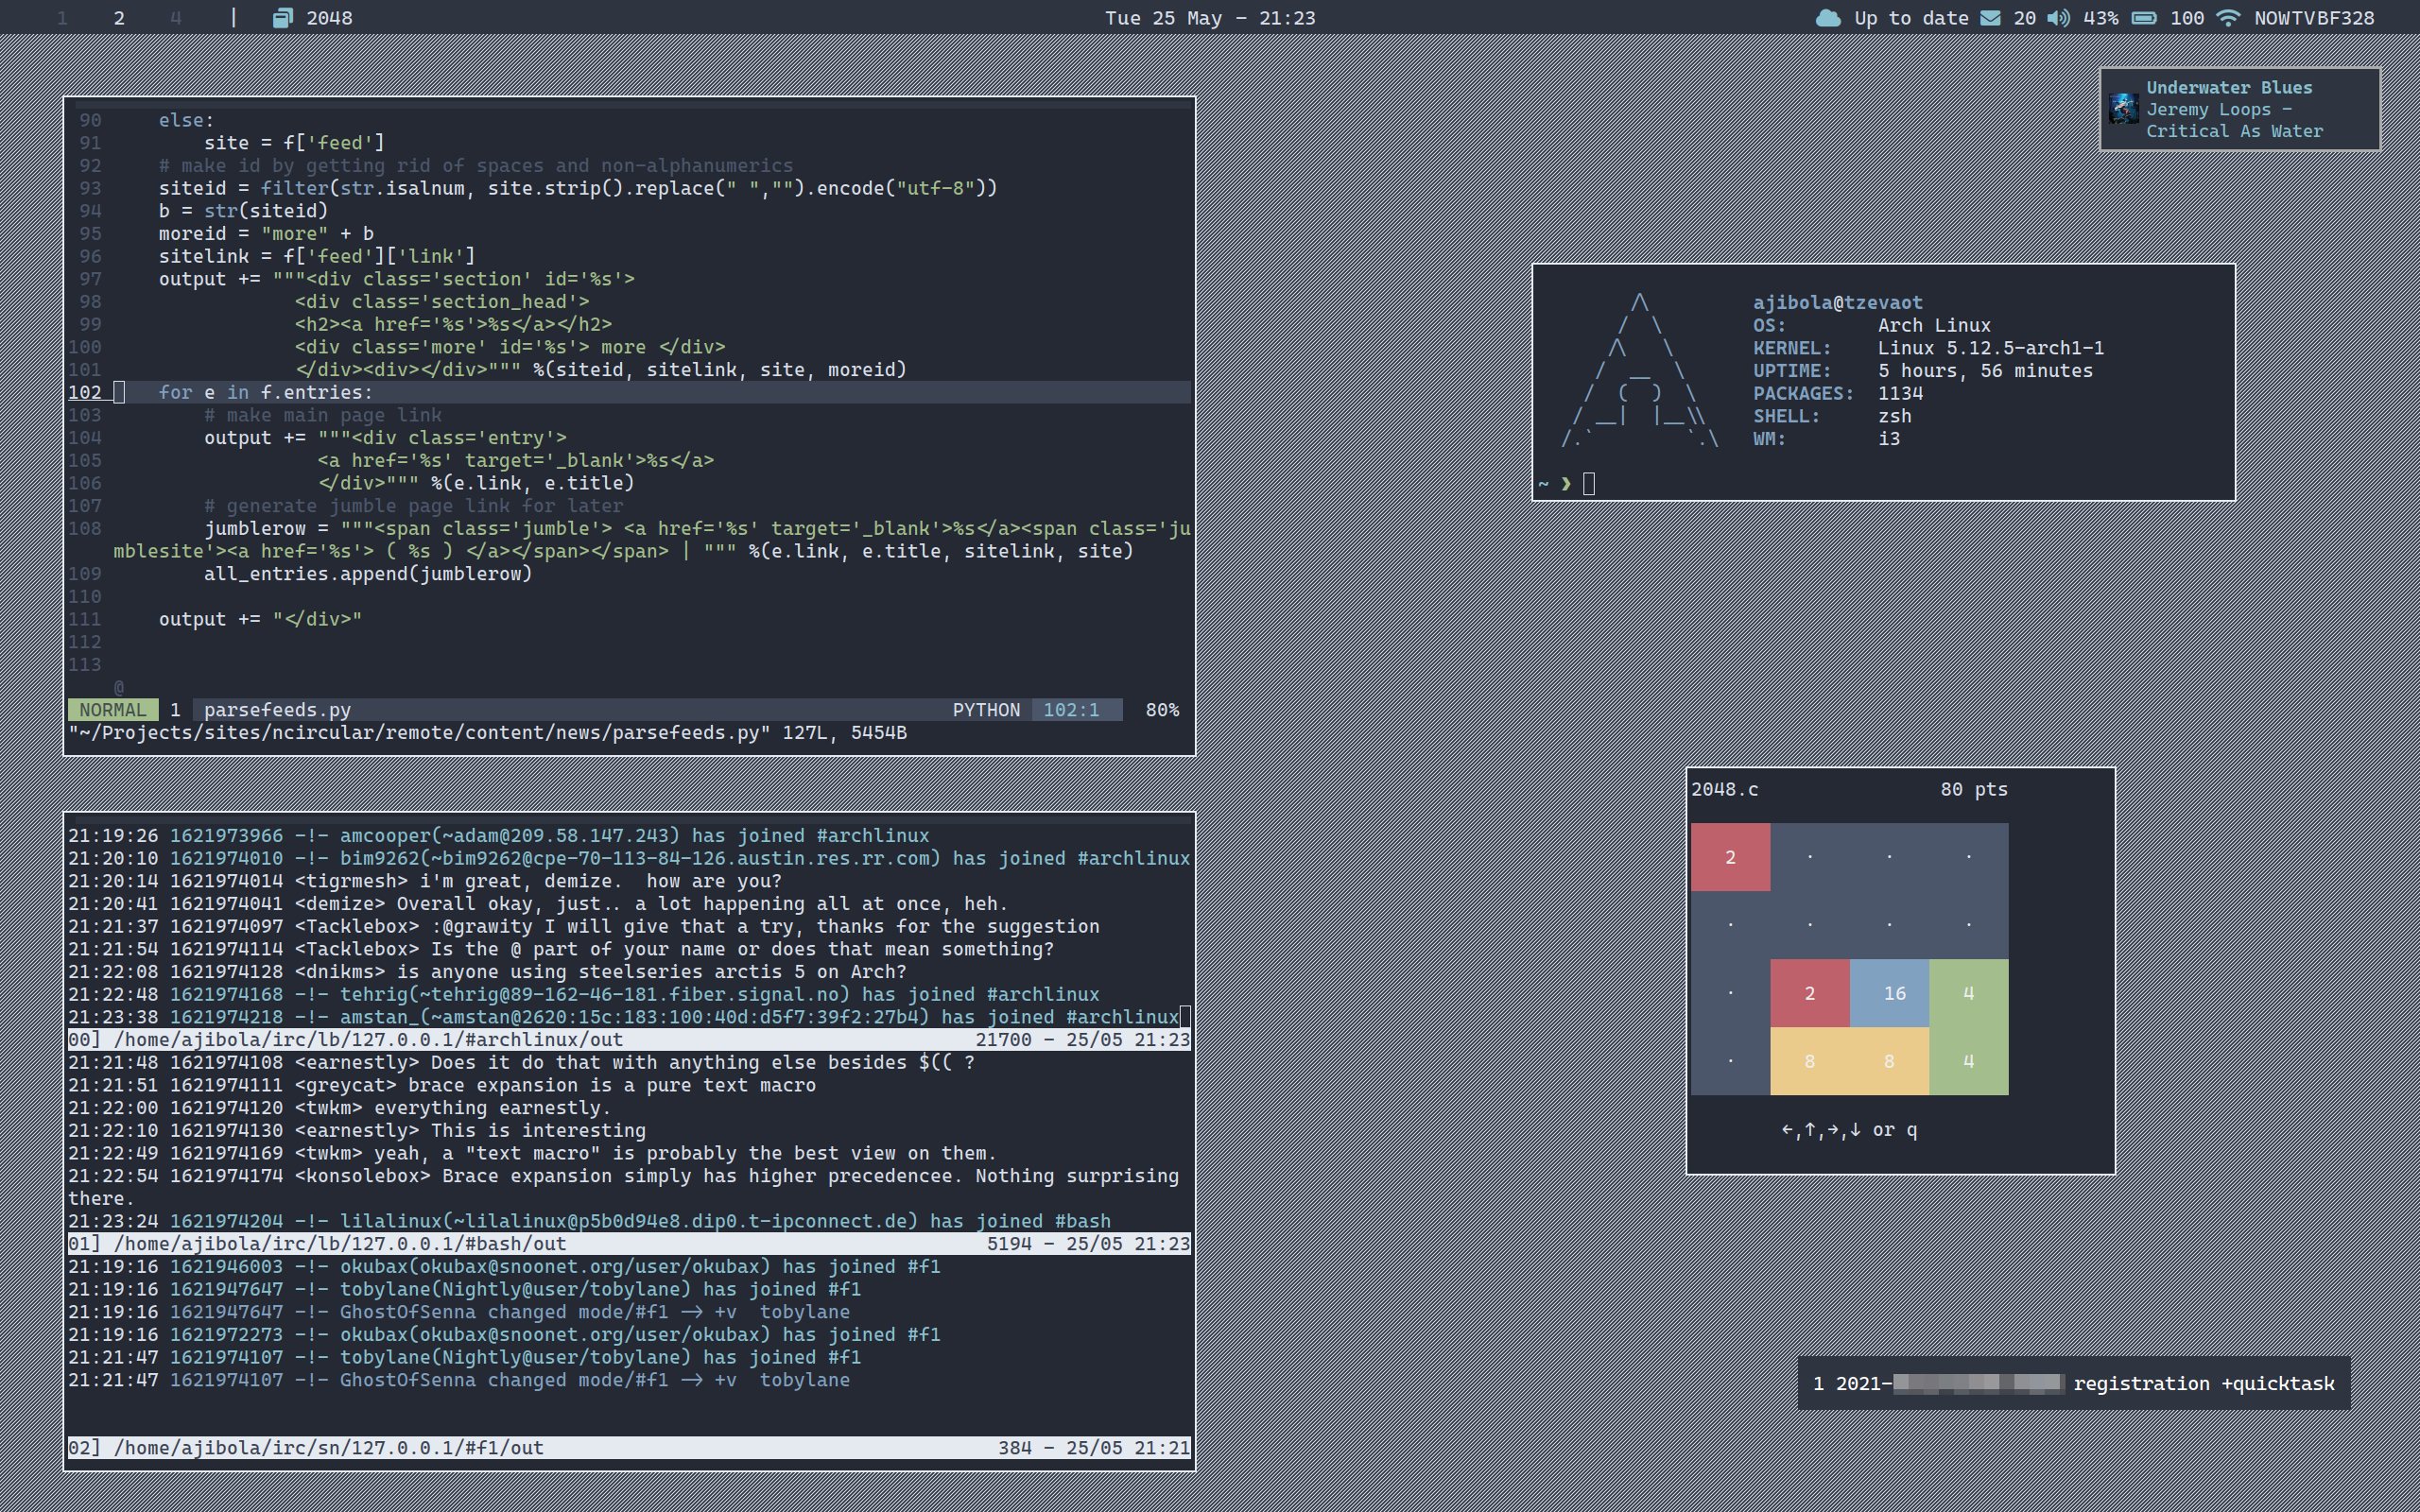 1 2 4 | 2048 Tue 25 May - 21:23 Up to date 20 43% 100 NOWTVBF328
Underwater Blues
Jeremy Loops -
Critical As Water
90     else:
91         site = f['feed']
92     # make id by getting rid of spaces and non-alphanumerics
93     siteid = filter(str.isalnum, site.strip().replace(" ","").encode("utf-8"))
94     b = str(siteid)
95     moreid = "more" + b
96     sitelink = f['feed']['link']
97     output += """<div class='section' id='%s'>
98                 <div class='section_head'>
99                 <h2><a href='%s'>%s</a></h2>
100                 <div class='more' id='%s'> more </div>
101                 </div><div></div>""" %(siteid, sitelink, site, moreid)
102     for e in f.entries:
103         # make main page link
104         output += """<div class='entry'>
105                   <a href='%s' target='_blank'>%s</a>
106                   </div>""" %(e.link, e.title)
107         # generate jumble page link for later
108         jumblerow = """<span class='jumble'> <a href='%s' target='_blank'>%s</a><span class='ju
mblesite'><a href='%s'> ( %s ) </a></span></span> | """ %(e.link, e.title, sitelink, site)
109         all_entries.append(jumblerow)
110
111     output += "</div>"
112
113
@
NORMAL 1 parsefeeds.py PYTHON 102:1 80%
"~/Projects/sites/ncircular/remote/content/news/parsefeeds.py" 127L, 5454B
ajibola@tzevaot
OS: Arch Linux
KERNEL: Linux 5.12.5-arch1-1
UPTIME: 5 hours, 56 minutes
PACKAGES: 1134
SHELL: zsh
WM: i3
~ ❯
21:19:26 1621973966 -!- amcooper(~adam@209.58.147.243) has joined #archlinux
21:20:10 1621974010 -!- bim9262(~bim9262@cpe-70-113-84-126.austin.res.rr.com) has joined #archlinux
21:20:14 1621974014 <tigrmesh> i'm great, demize.  how are you?
21:20:41 1621974041 <demize> Overall okay, just.. a lot happening all at once, heh.
21:21:37 1621974097 <Tacklebox> :@grawity I will give that a try, thanks for the suggestion
21:21:54 1621974114 <Tacklebox> Is the @ part of your name or does that mean something?
21:22:08 1621974128 <dnikms> is anyone using steelseries arctis 5 on Arch?
21:22:48 1621974168 -!- tehrig(~tehrig@89-162-46-181.fiber.signal.no) has joined #archlinux
21:23:38 1621974218 -!- amstan_(~amstan@2620:15c:183:100:40d:d5f7:39f2:27b4) has joined #archlinux
00] /home/ajibola/irc/lb/127.0.0.1/#archlinux/out 21700 - 25/05 21:23
21:21:48 1621974108 <earnestly> Does it do that with anything else besides $(( ?
21:21:51 1621974111 <greycat> brace expansion is a pure text macro
21:22:00 1621974120 <twkm> everything earnestly.
21:22:10 1621974130 <earnestly> This is interesting
21:22:49 1621974169 <twkm> yeah, a "text macro" is probably the best view on them.
21:22:54 1621974174 <konsolebox> Brace expansion simply has higher precedencee. Nothing surprising
there.
21:23:24 1621974204 -!- lilalinux(~lilalinux@p5b0d94e8.dip0.t-ipconnect.de) has joined #bash
01] /home/ajibola/irc/lb/127.0.0.1/#bash/out 5194 - 25/05 21:23
21:19:16 1621946003 -!- okubax(okubax@snoonet.org/user/okubax) has joined #f1
21:19:16 1621947647 -!- tobylane(Nightly@user/tobylane) has joined #f1
21:19:16 1621947647 -!- GhostOfSenna changed mode/#f1 -> +v  tobylane
21:19:16 1621972273 -!- okubax(okubax@snoonet.org/user/okubax) has joined #f1
21:21:47 1621974107 -!- tobylane(Nightly@user/tobylane) has joined #f1
21:21:47 1621974107 -!- GhostOfSenna changed mode/#f1 -> +v  tobylane
02] /home/ajibola/irc/sn/127.0.0.1/#f1/out 384 - 25/05 21:21
2048.c 80 pts
2 · · ·
· · · ·
· 2 16 4
· 8 8 4
←,↑,→,↓ or q
1 2021- registration +quicktask